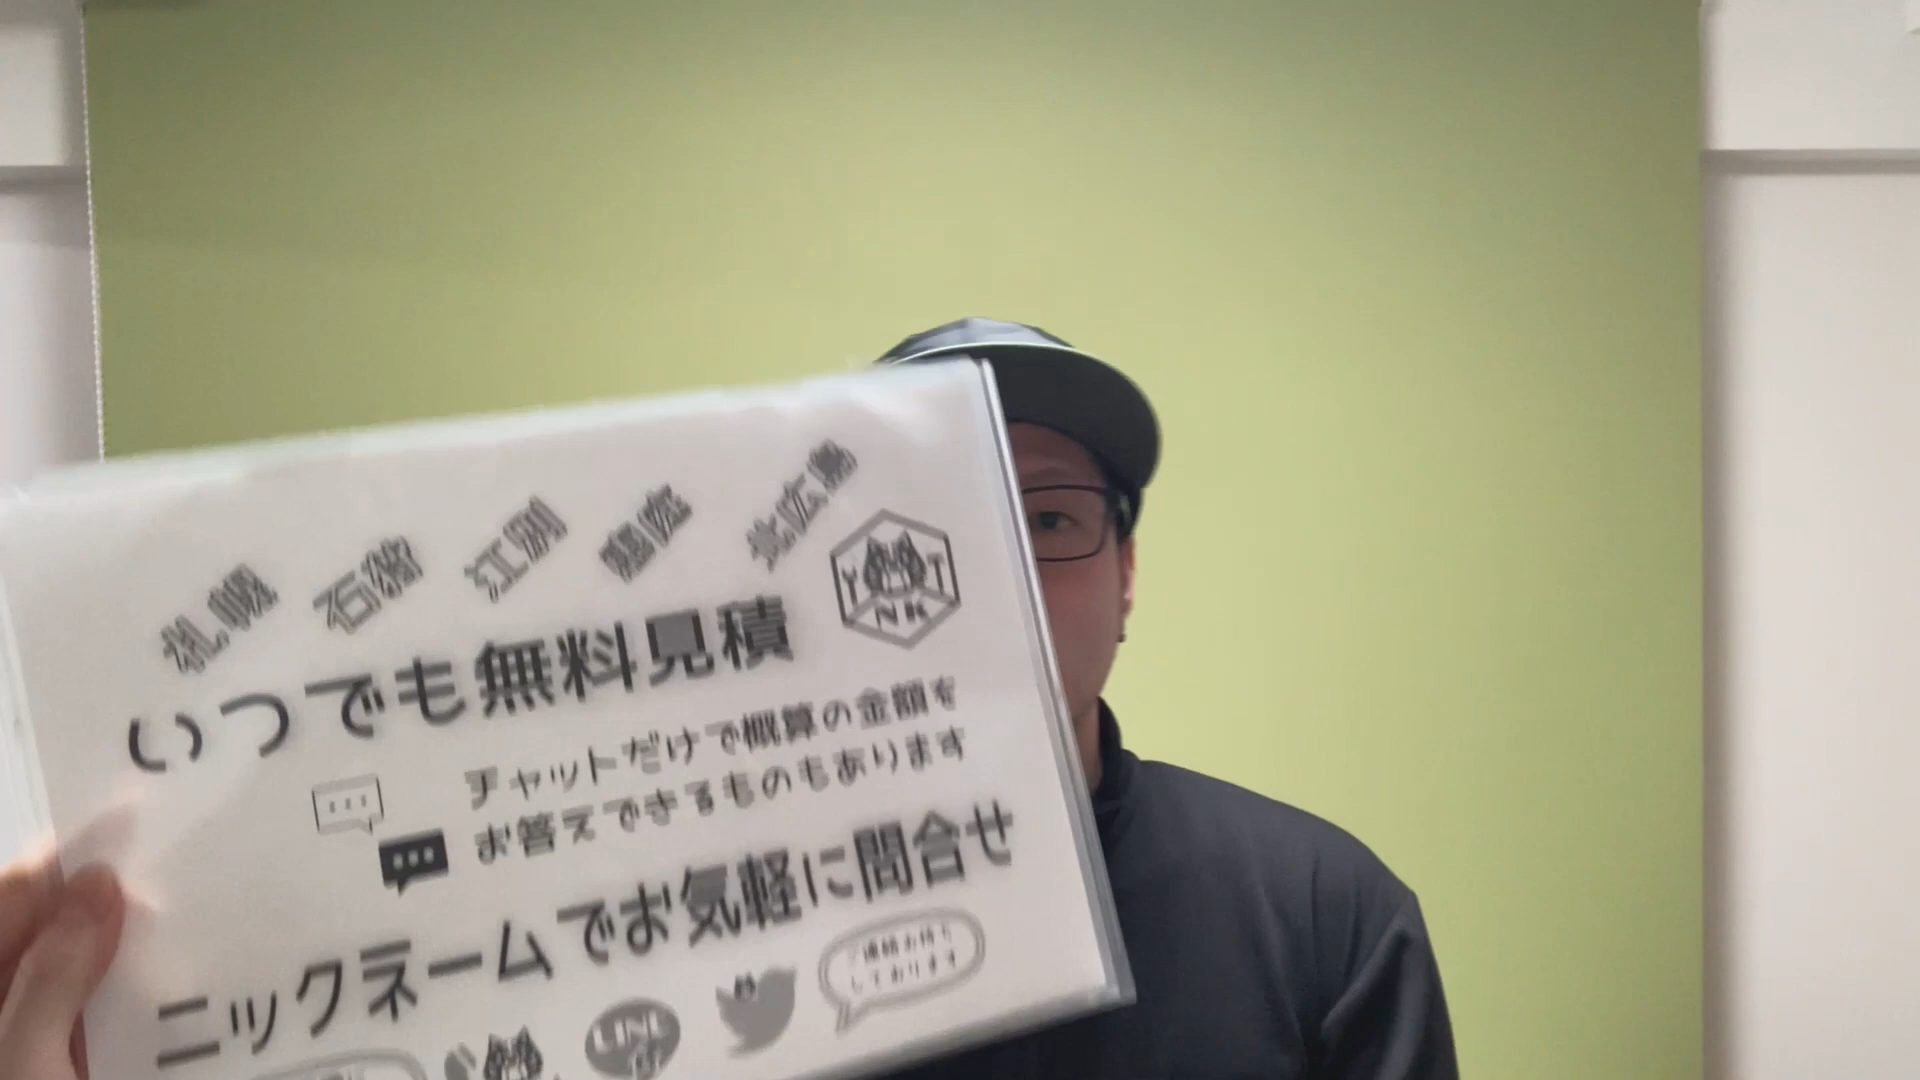 札幌 石狩 江別 恵庭 北広島
いつでも無料見積
Y T
N K
チャットだけで概算の金額を
お答えできるものもあります
ニックネームでお気軽に問合せ
ご連絡お待ち
しております
LINE